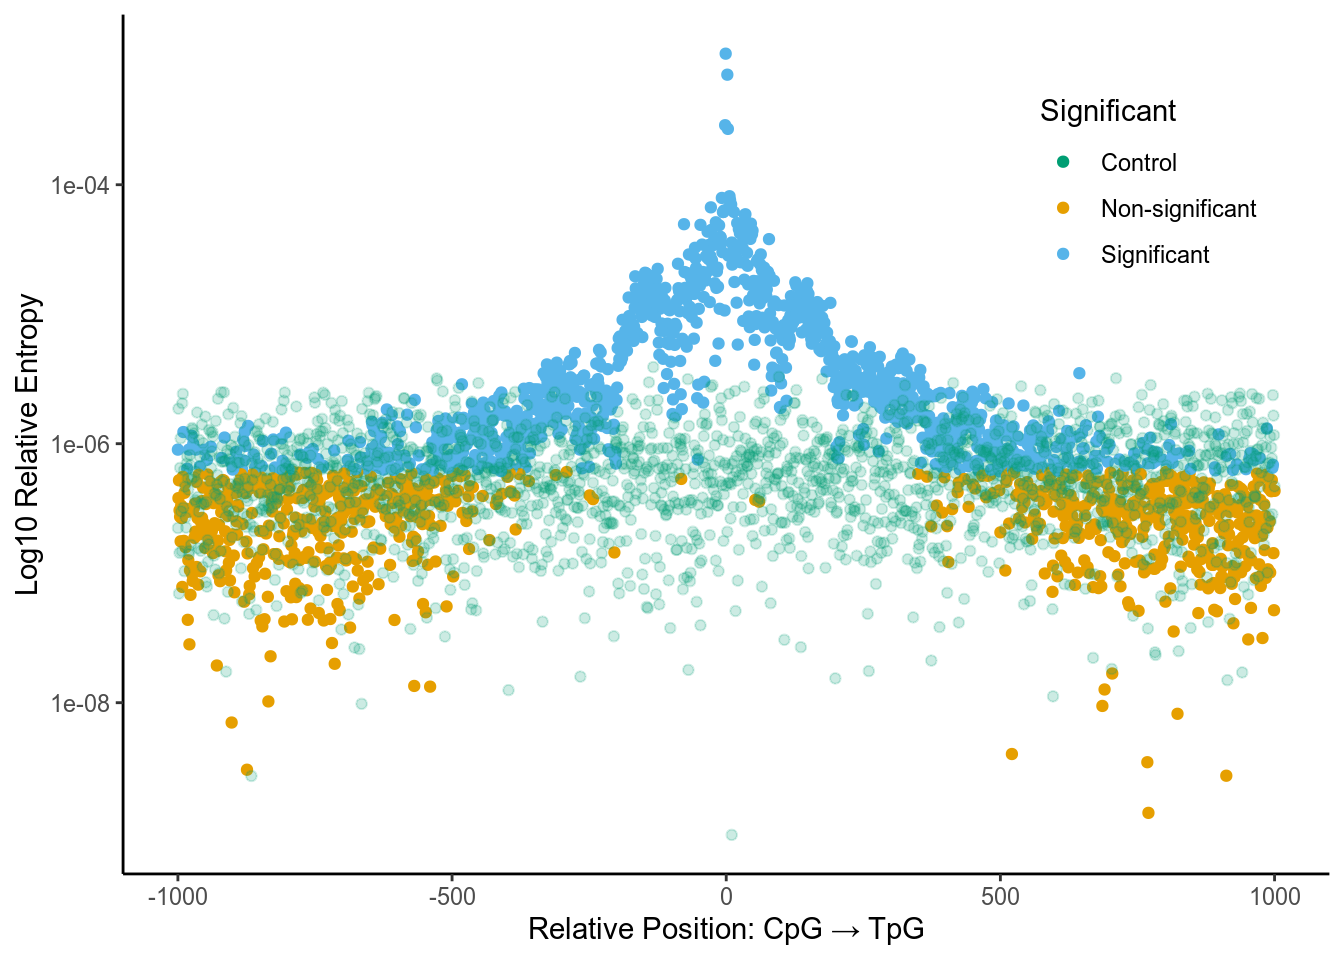 Significant
Control
Non-significant
Significant
1e-04
1e-06
1e-08
Log10 Relative Entropy
-1000
-500
0
500
1000
Relative Position: CpG → TpG